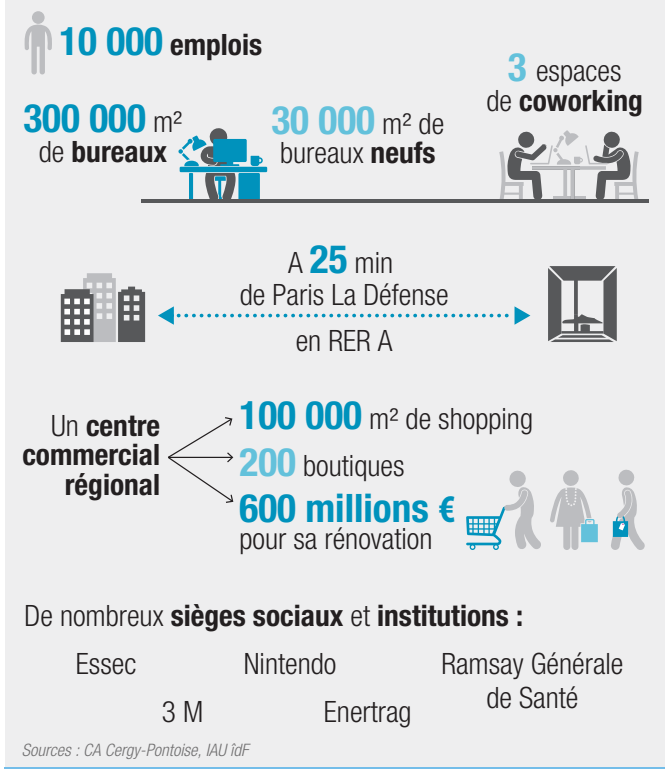 10 000 emplois
300 000 m²
de bureaux
30 000 m² de
bureaux neufs
3 espaces
de coworking
A 25 min
de Paris La Défense
en RER A
Un centre
commercial
régional
100 000 m² de shopping
200 boutiques
600 millions €
pour sa rénovation
De nombreux sièges sociaux et institutions :
Essec
Nintendo
Ramsay Générale
de Santé
3 M
Enertrag
Sources : CA Cergy-Pontoise, IAU îdF